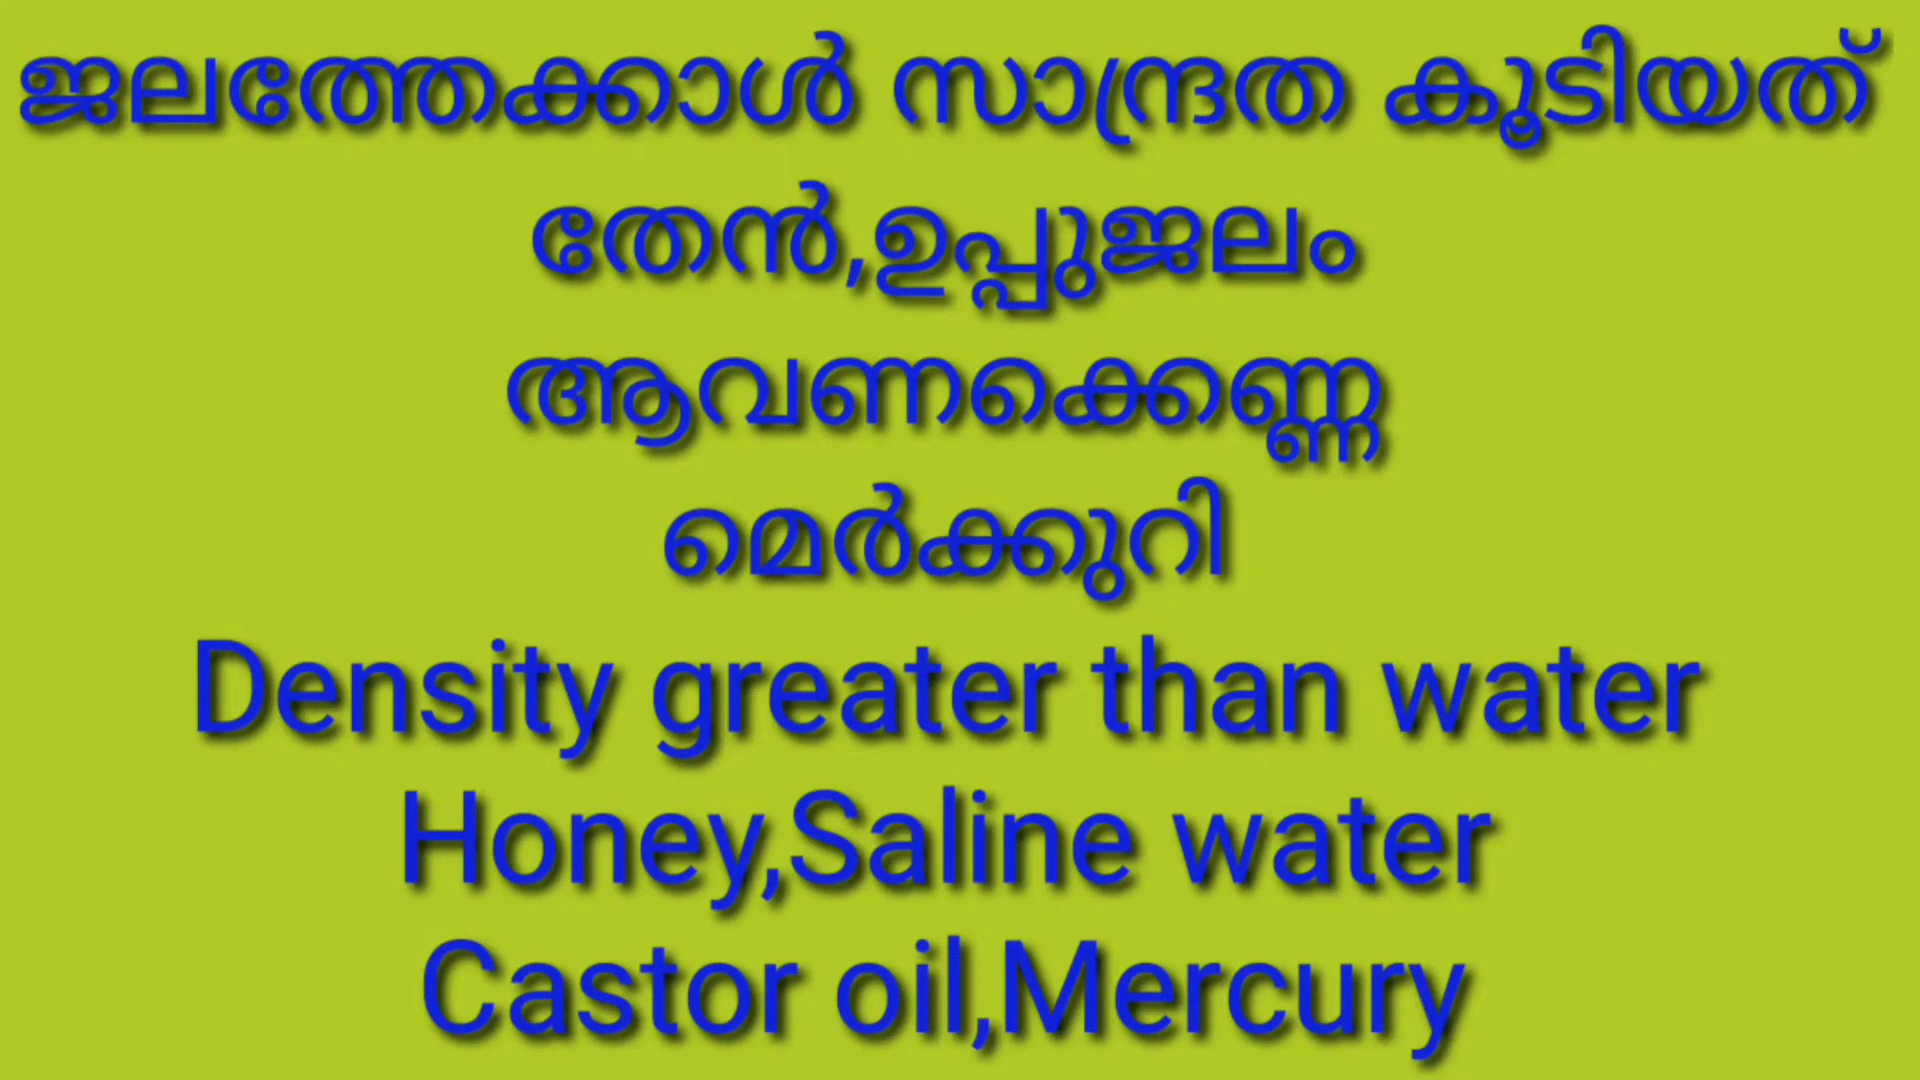 ജലത്തേക്കാൾ സാന്ദ്രത കൂടിയത്
തേൻ,ഉപ്പുജലം
ആവണക്കെണ്ണ
മെർക്കുറി
Density greater than water
Honey,Saline water
Castor oil,Mercury